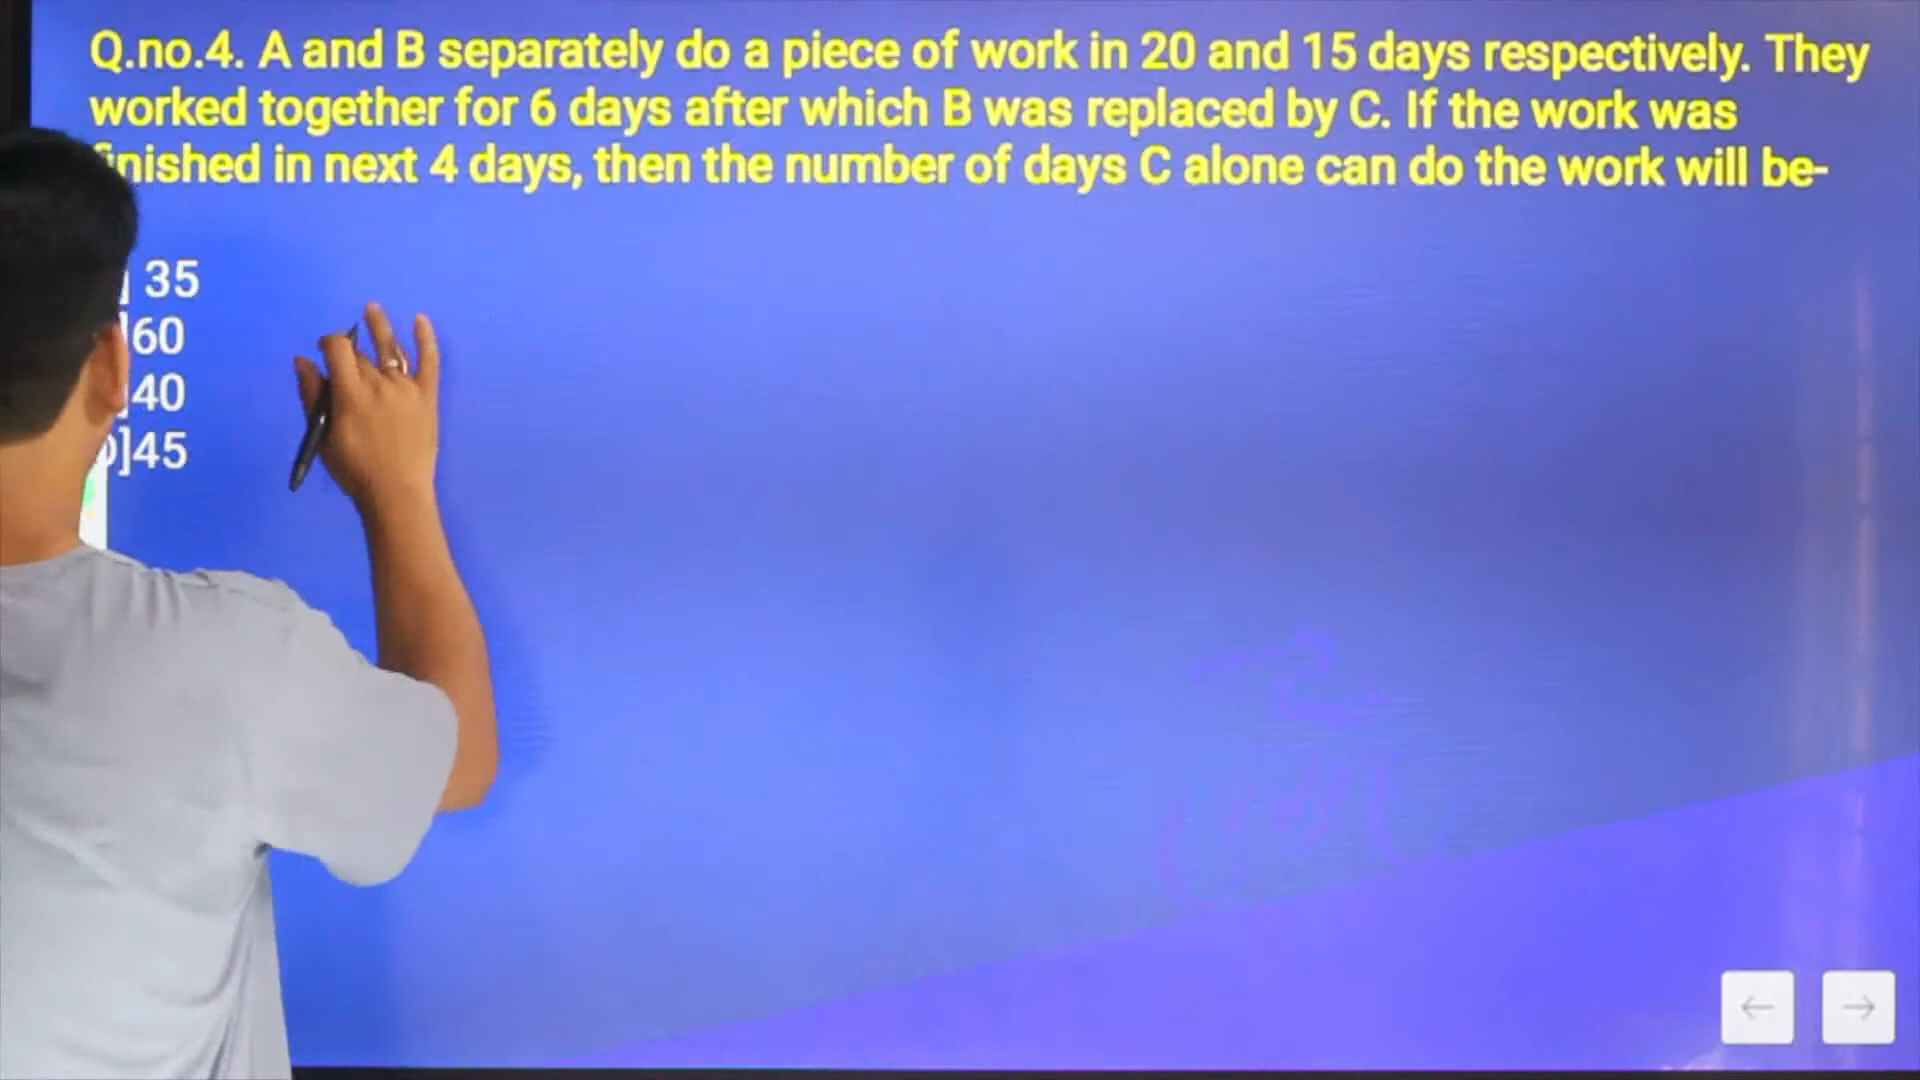 Q.no.4. A and B separately do a piece of work in 20 and 15 days respectively. They
worked together for 6 days after which B was replaced by C. If the work was
finished in next 4 days, then the number of days C alone can do the work will be-
] 35
]60
]40
D]45